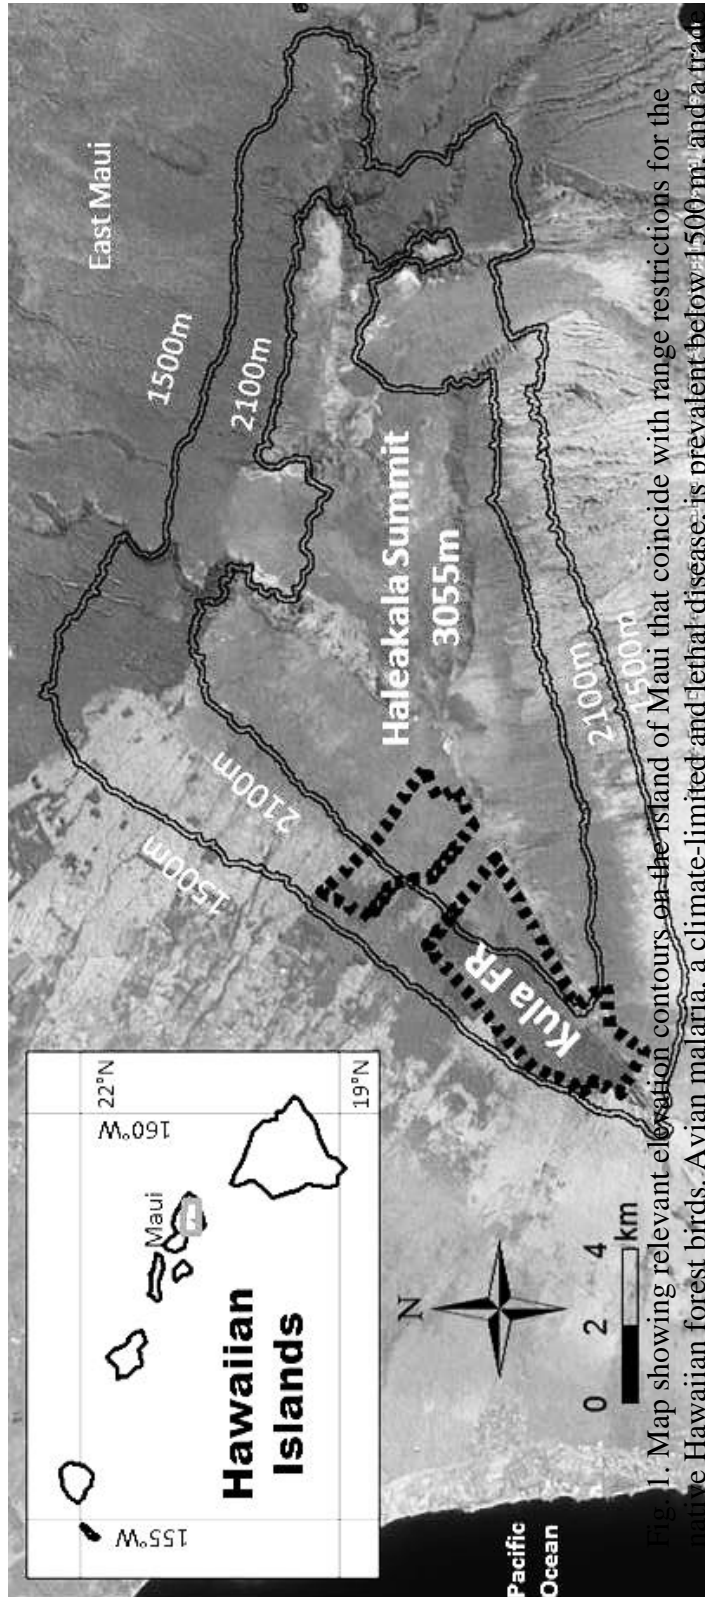 22°N
19°N
160°W
155°W
Maui
Hawaiian
Islands
N
0 2 4
km
Pacific
Ocean
East Maui
1500m
2100m
1500m
2100m
Haleakala Summit
3055m
Kula FR
2100m
1500m
Fig. 1. Map showing relevant elevation contours on the island of Maui that coincide with range restrictions for the
native Hawaiian forest birds. Avian malaria, a climate-limited and lethal disease, is prevalent below 1500 m; and a trade